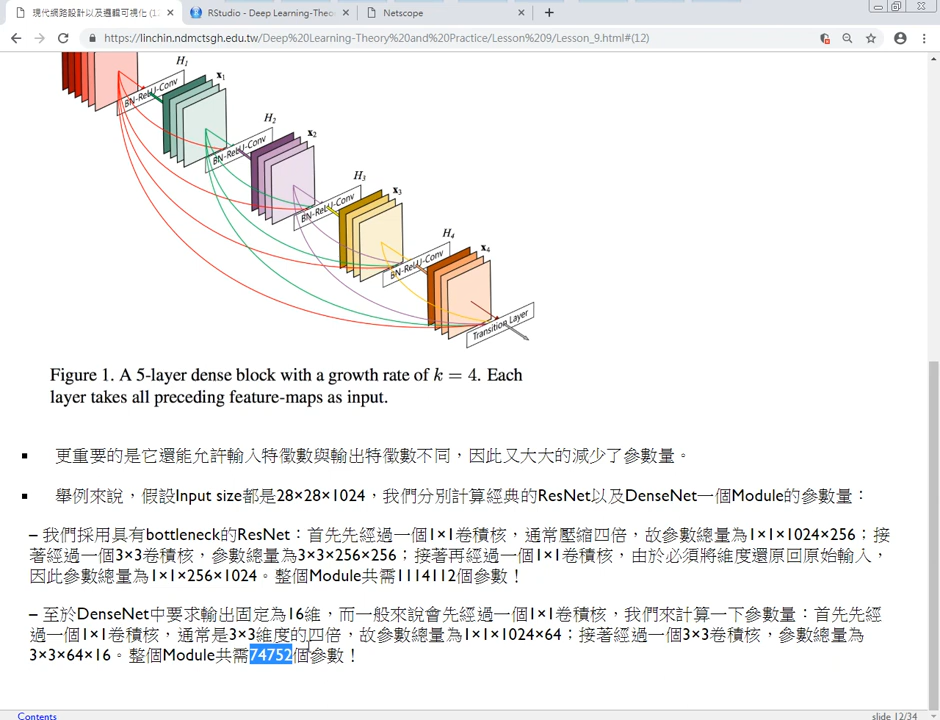 現代網路設計以及邏輯可視化 (12
RStudio - Deep Learning-Theor
Netscape
https://linchin.ndmctsgh.edu.tw/Deep%20Learning-Theory%20and%20Practice/Lesson%209/Lesson_9.html#(12)
H1
BN-ReLU-Conv
x1
H2
BN-ReLU-Conv
x2
H3
BN-ReLU-Conv
x3
H4
BN-ReLU-Conv
x4
Transition Layer
Figure 1. A 5-layer dense block with a growth rate of k = 4. Each
layer takes all preceding feature-maps as input.
更重要的是它還能允許輸入特徵數與輸出特徵數不同，因此又大大的減少了參數量。
舉例來說，假設Input size都是28×28×1024，我們分別計算經典的ResNet以及DenseNet一個Module的參數量：
– 我們採用具有bottleneck的ResNet：首先先經過一個1×1卷積核，通常壓縮四倍，故參數總量為1×1×1024×256；接
著經過一個3×3卷積核，參數總量為3×3×256×256；接著再經過一個1×1卷積核，由於必須將維度還原回原始輸入，
因此參數總量為1×1×256×1024。整個Module共需1114112個參數！
– 至於DenseNet中要求輸出固定為16維，而一般來說會先經過一個1×1卷積核，我們來計算一下參數量：首先先經
過一個1×1卷積核，通常是3×3維度的四倍，故參數總量為1×1×1024×64；接著經過一個3×3卷積核，參數總量為
3×3×64×16。整個Module共需74752個參數！
Contents
slide 12/34